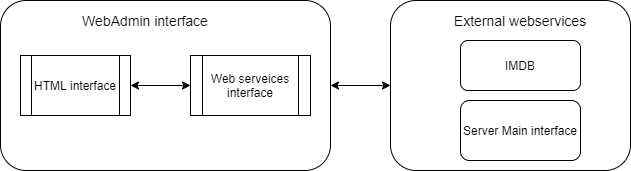 WebAdmin interface
HTML interface
Web serveices
interface
External webservices
IMDB
Server Main interface